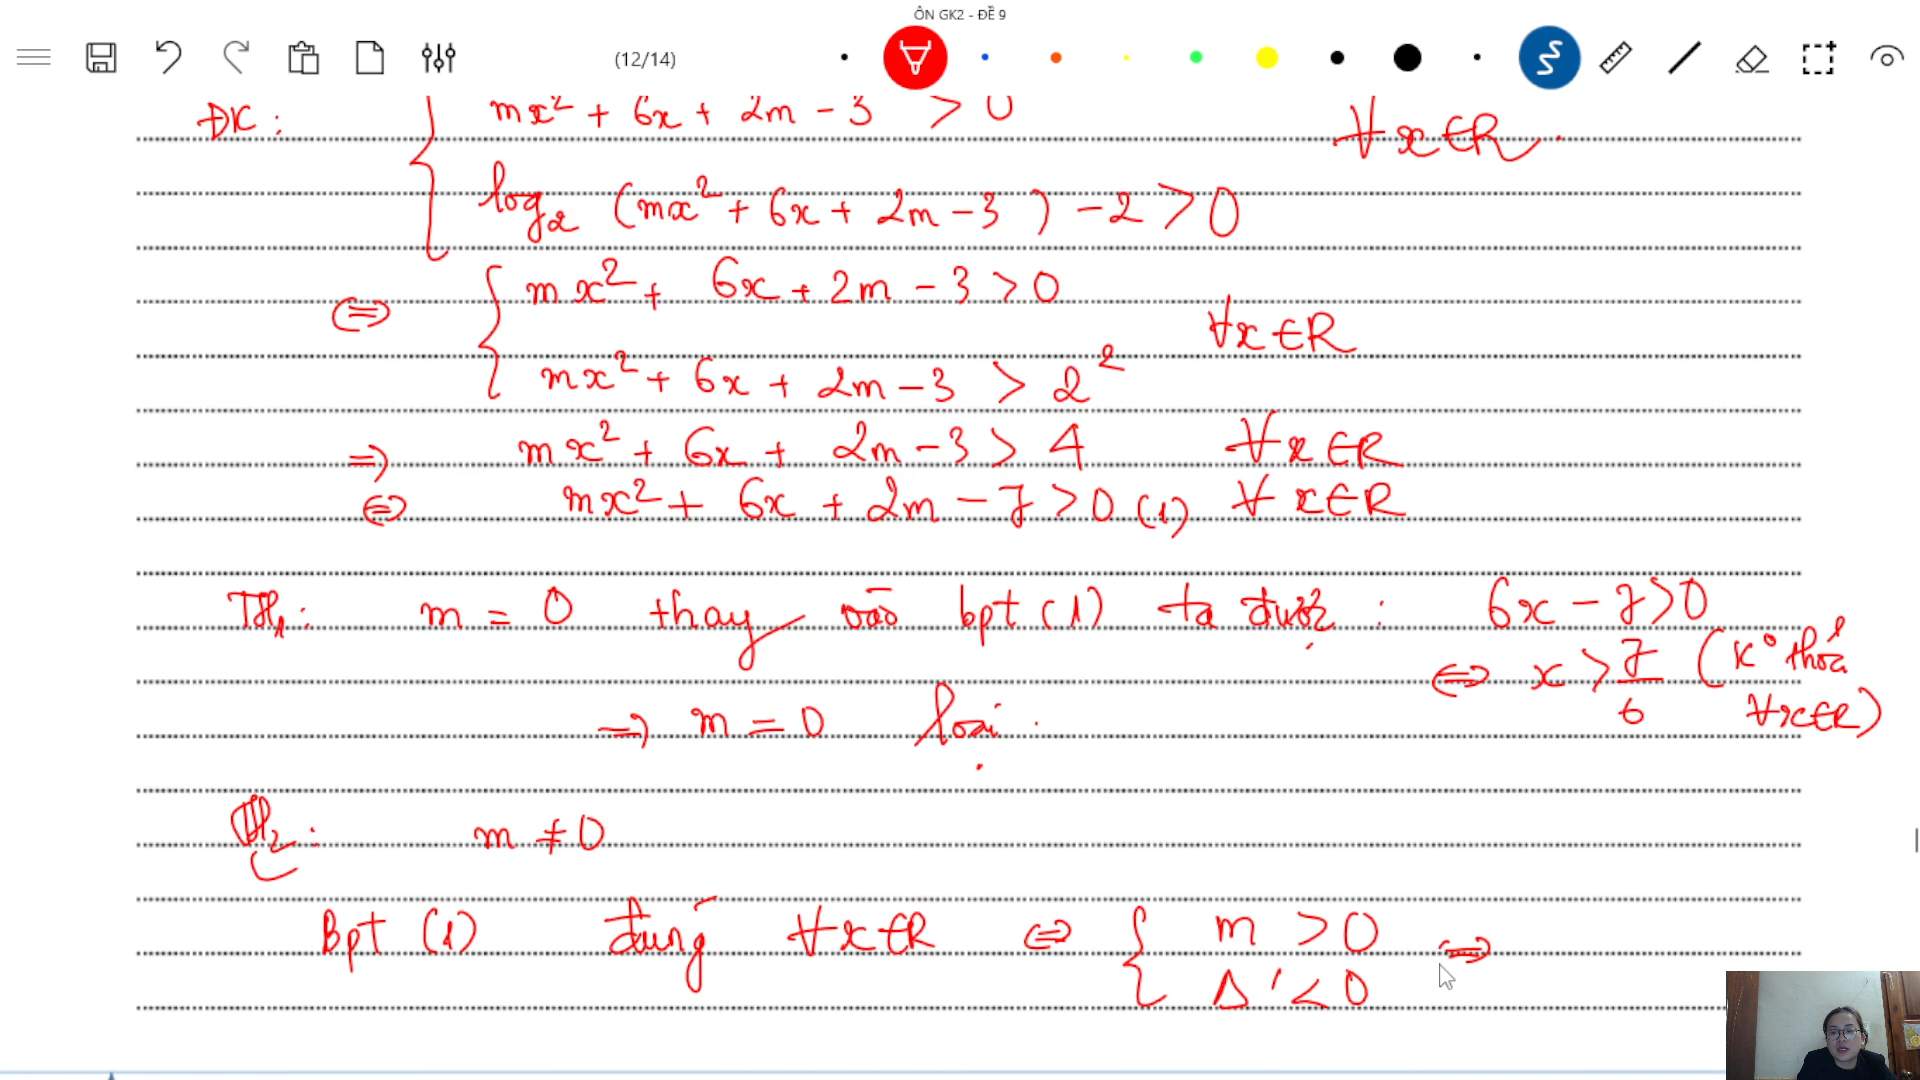 ÔN GK2 - ĐỀ 9
(12/14)
ĐK: { mx² + 6x + 2m - 3 > 0 ∀x∈R.
log₂ (mx² + 6x + 2m - 3) - 2 > 0
⇔ { mx² + 6x + 2m - 3 > 0 ∀x∈R
mx² + 6x + 2m - 3 > 2²
⇒ mx² + 6x + 2m - 3 > 4 ∀x∈R
⇔ mx² + 6x + 2m - 7 > 0 (1) ∀x∈R
TH₁: m = 0 thay vào bpt (1) ta được: 6x - 7 > 0
⇔ x > 7/6 (K° thoả ∀x∈R)
⇒ m = 0 loại.
TH₂: m ≠ 0
Bpt (1) đúng ∀x∈R ⇔ { m > 0 ⇔
Δ' < 0